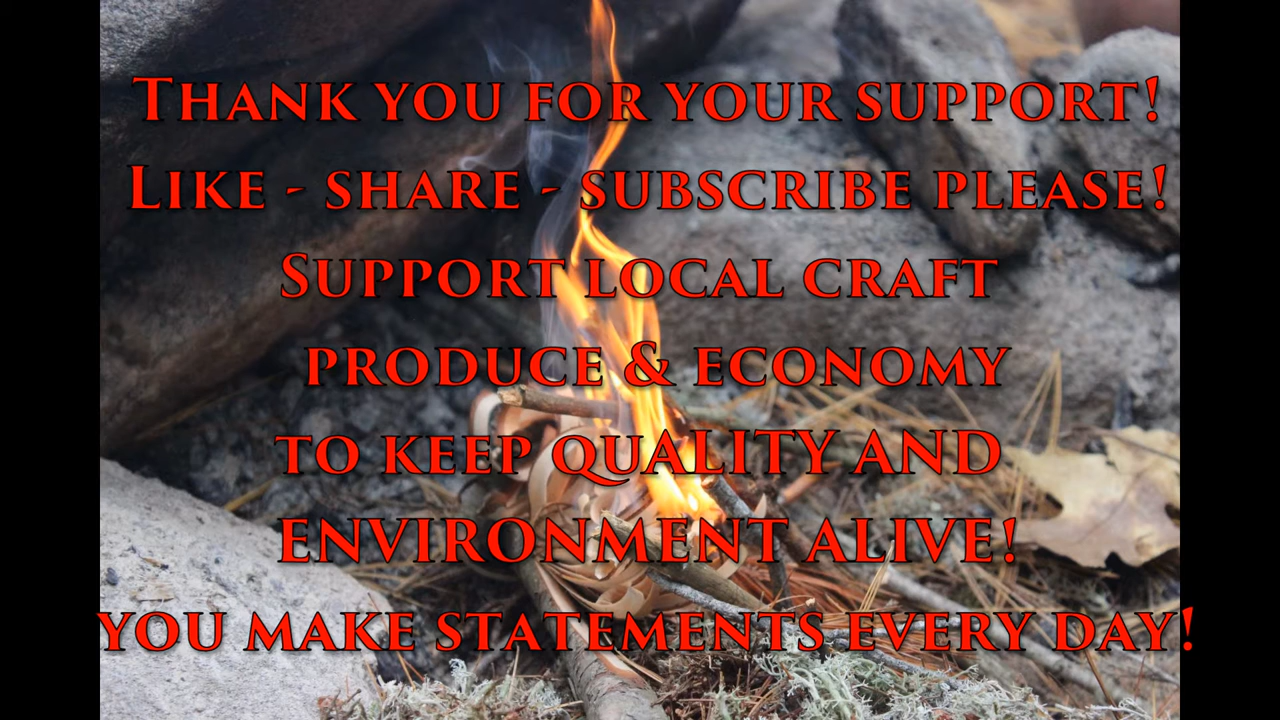 Thank you for your support!
Like - share - subscribe please!
Support local craft
produce & economy
to keep quALITY AND
ENVIRONMENT ALIVE!
you make statements every day!